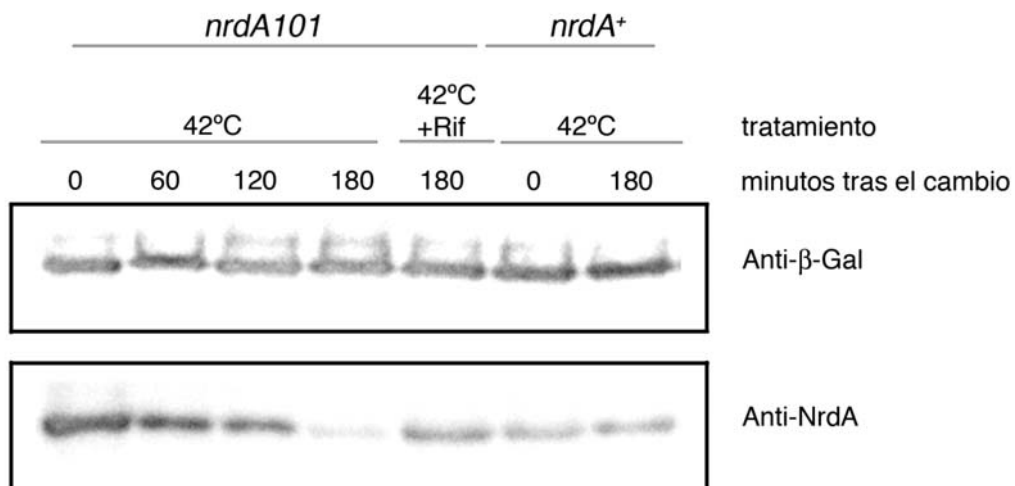 nrdA101 nrdA⁺
42ºC
+Rif
42ºC 42ºC tratamiento
0 60 120 180 180 0 180 minutos tras el cambio
Anti-β-Gal
Anti-NrdA